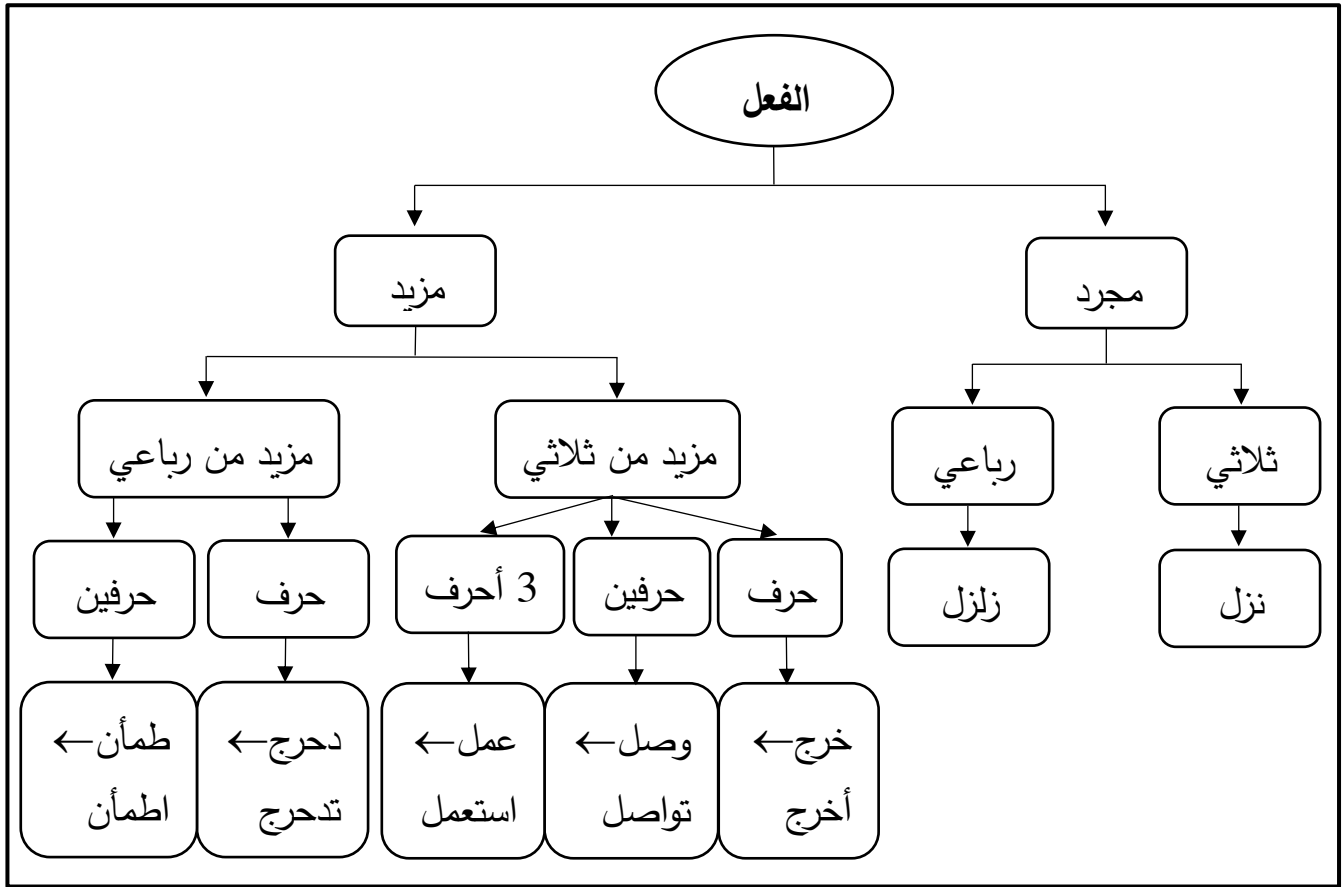 الفعل
مجرد
مزيد
ثلاثي
رباعي
مزيد من ثلاثي
مزيد من رباعي
نزل
زلزل
حرف
حرفين
3 أحرف
حرف
حرفين
خرج←
أخرج
وصل←
تواصل
عمل←
استعمل
دحرج←
تدحرج
طمأن←
اطمأن